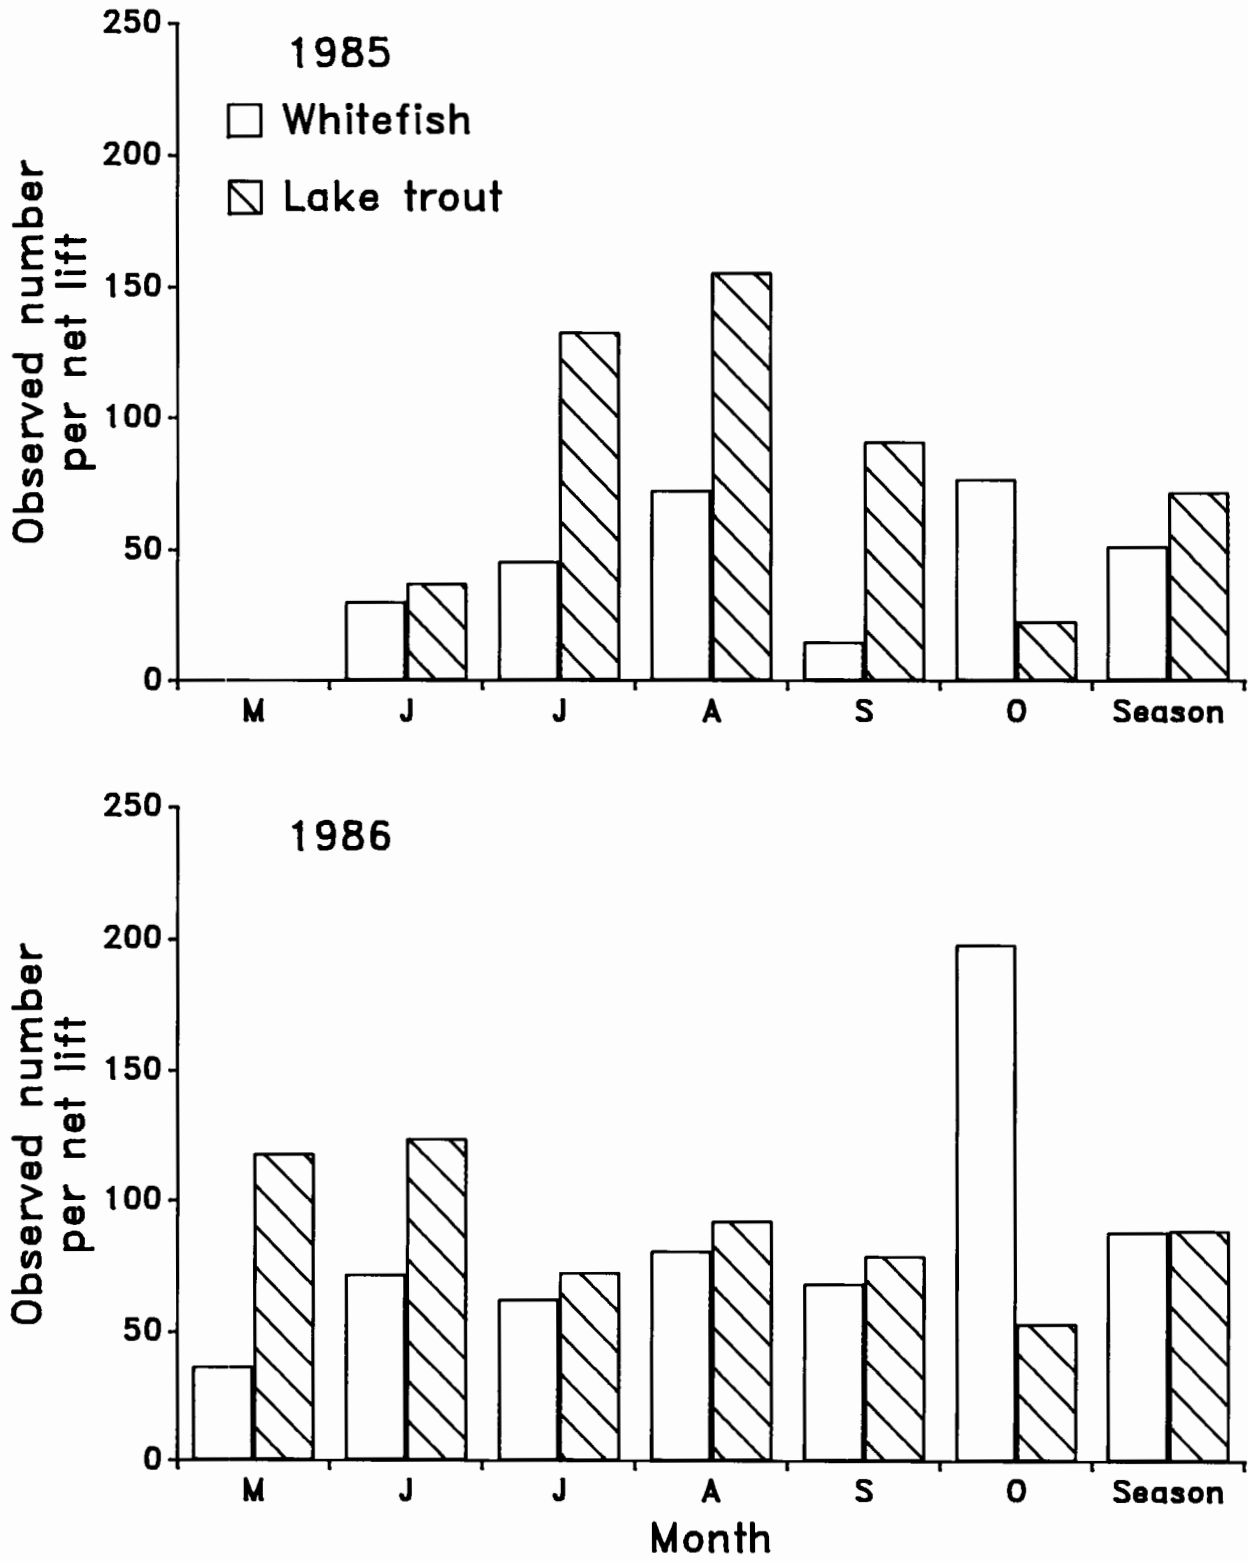 250
1985
Whitefish
200
Lake trout
150
100
50
0
Observed number
per net lift
M J J A S O Season
250
1986
200
150
100
50
0
Observed number
per net lift
M J J A S O Season
Month